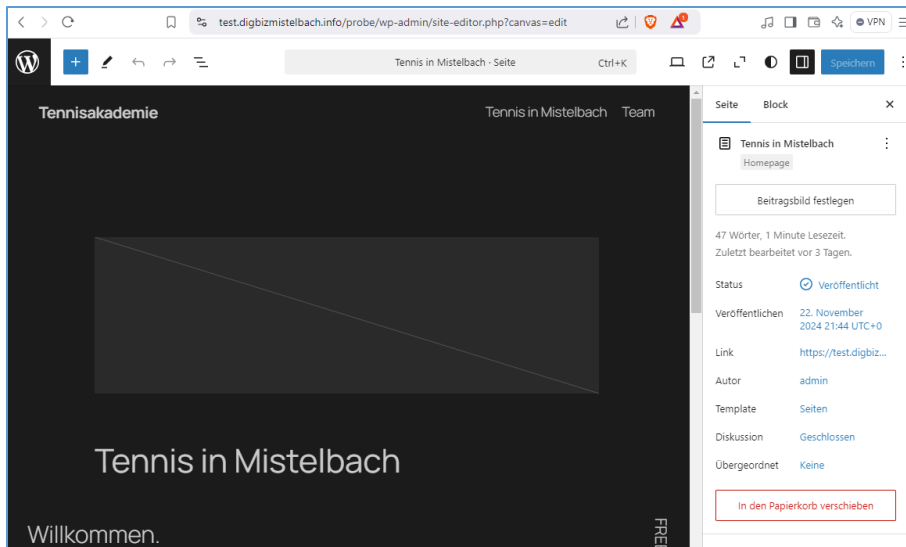 test.digbizmistelbach.info/probe/wp-admin/site-editor.php?canvas=edit
VPN
Tennis in Mistelbach · Seite
Ctrl+K
Speichern
Tennisakademie
Tennis in Mistelbach
Team
Seite
Block
Tennis in Mistelbach
Homepage
Beitragsbild festlegen
47 Wörter, 1 Minute Lesezeit.
Zuletzt bearbeitet vor 3 Tagen.
Status
Veröffentlicht
Veröffentlichen
22. November
2024 21:44 UTC+0
Link
https://test.digbiz...
Autor
admin
Template
Seiten
Diskussion
Geschlossen
Übergeordnet
Keine
In den Papierkorb verschieben
Tennis in Mistelbach
Willkommen.